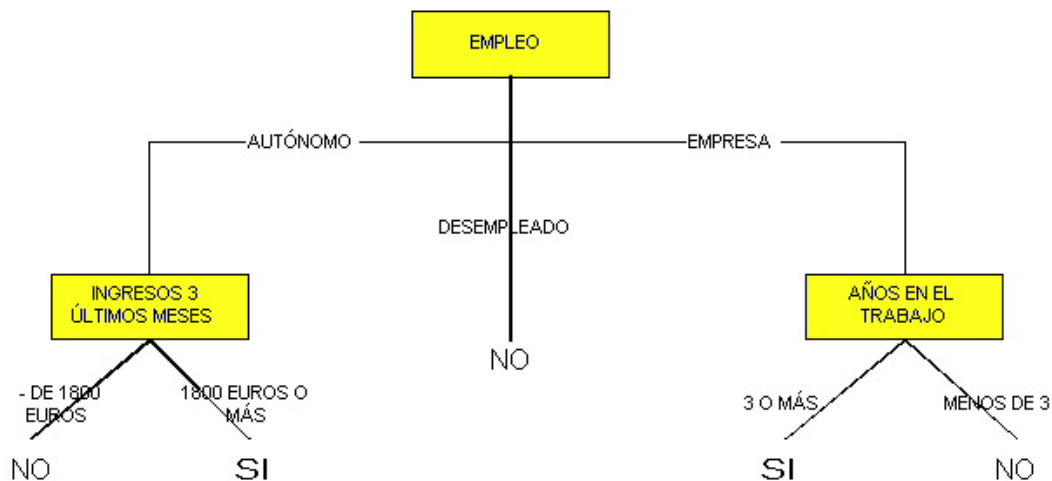 EMPLEO
AUTÓNOMO
EMPRESA
DESEMPLEADO
INGRESOS 3
ÚLTIMOS MESES
AÑOS EN EL
TRABAJO
NO
- DE 1800
EUROS
1800 EUROS O
MÁS
3 O MÁS
MENOS DE 3
NO
SI
SI
NO